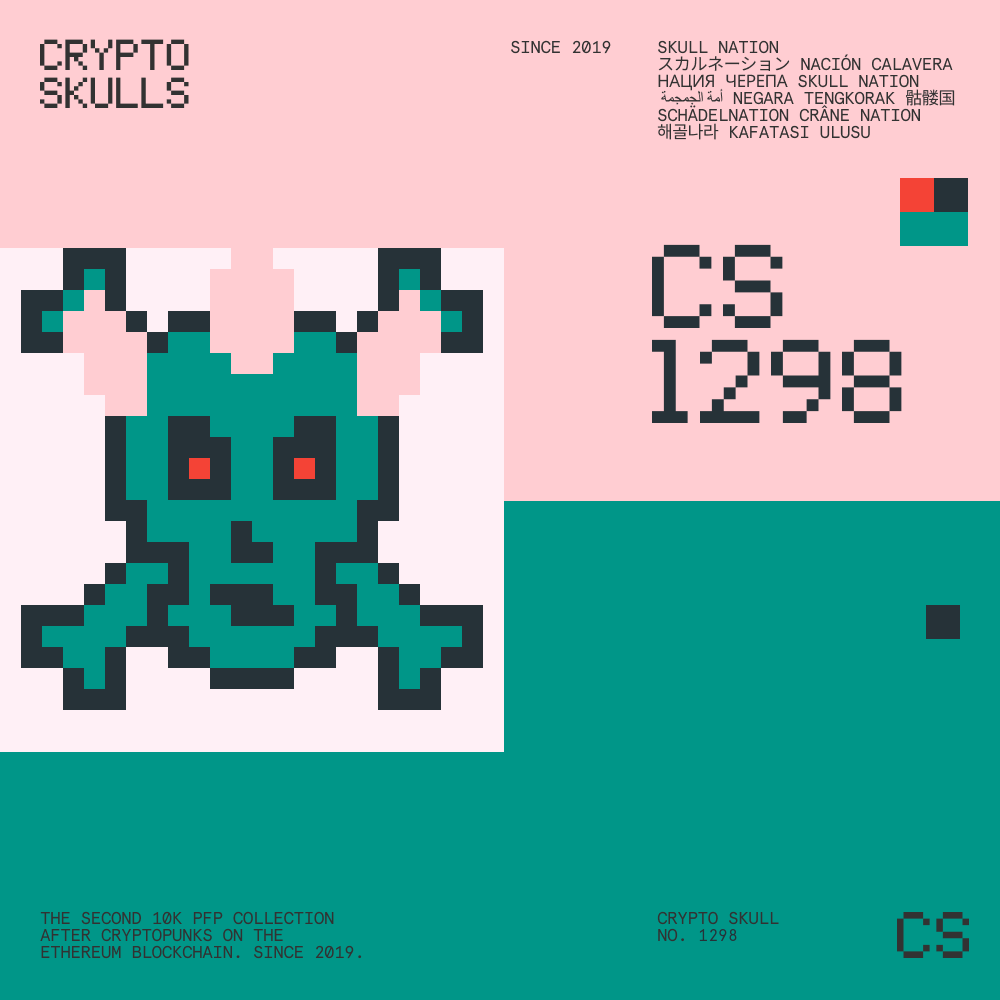 CRYPTO
SKULLS
SINCE 2019
SKULL NATION
スカルネーション NACIÓN CALAVERA
НАЦИЯ ЧЕРЕПА SKULL NATION
أمة الجمجمة NEGARA TENGKORAK 骷髅国
SCHÄDELNATION CRÂNE NATION
해골나라 KAFATASI ULUSU
CS
1298
THE SECOND 10K PFP COLLECTION
AFTER CRYPTOPUNKS ON THE
ETHEREUM BLOCKCHAIN. SINCE 2019.
CRYPTO SKULL
NO. 1298
CS